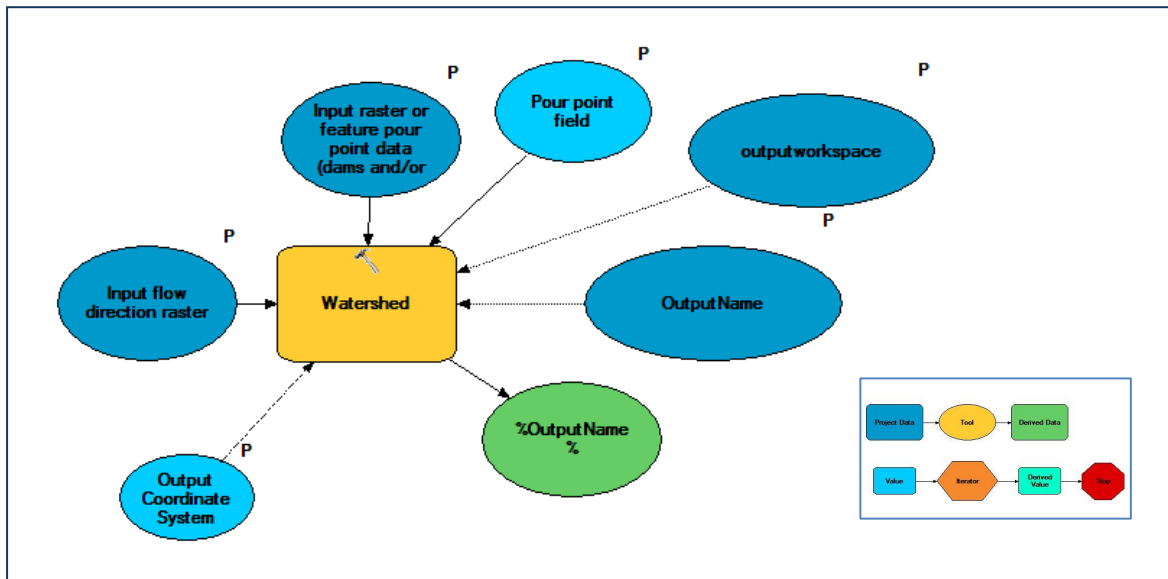 P
Input raster or
feature pour
point data
(dams and/or
P
Pour point
field
P
outputworkspace
P
Input flow
direction raster
Watershed
P
OutputName
P
Output
Coordinate
System
%OutputName
%
Project Data
Tool
Derived Data
Value
Iterator
Derived
Value
Stop